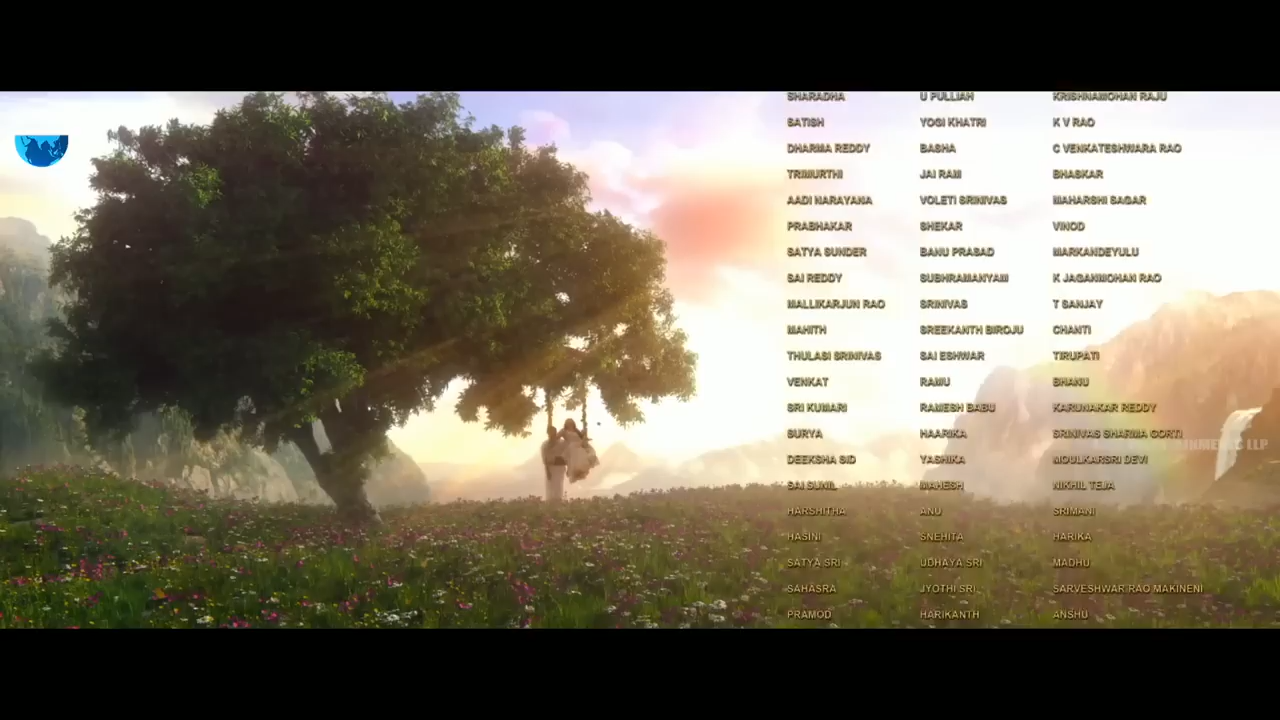 SHARADHA U PULLIAH KRISHNAMOHAN RAJU
SATISH YOGI KHATRI K V RAO
DHARMA REDDY BASHA C VENKATESHWARA RAO
TRIMURTHI JAI RAM BHASKAR
AADI NARAYANA VOLETI SRINIVAS MAHARSHI SAGAR
PRABHAKAR SHEKAR VINOD
SATYA SUNDER BANU PRASAD MARKANDEYULU
SAI REDDY SUBHRAMANYAM K JAGANMOHAN RAO
MALLIKARJUN RAO SRINIVAS T SANJAY
MAHITH SREEKANTH BIROJU CHANTI
THULASI SRINIVAS SAI ESHWAR TIRUPATI
VENKAT RAMU BHANU
SRI KUMARI RAMESH BABU KARUNAKAR REDDY
SURYA HAARIKA SRINIVAS SHARMA GORTI
LLP
DEEKSHA SID YASHIKA MOULKARSRI DEVI
SAI SUNIL MAHESH NIKHIL TEJA
HARSHITHA ANU SRIMANI
HASINI SNEHITA HARIKA
SATYA SRI UDHAYA SRI MADHU
SAHASRA JYOTHI SRI SARVESHWAR RAO MAKINENI
PRAMOD HARIKANTH ANSHU